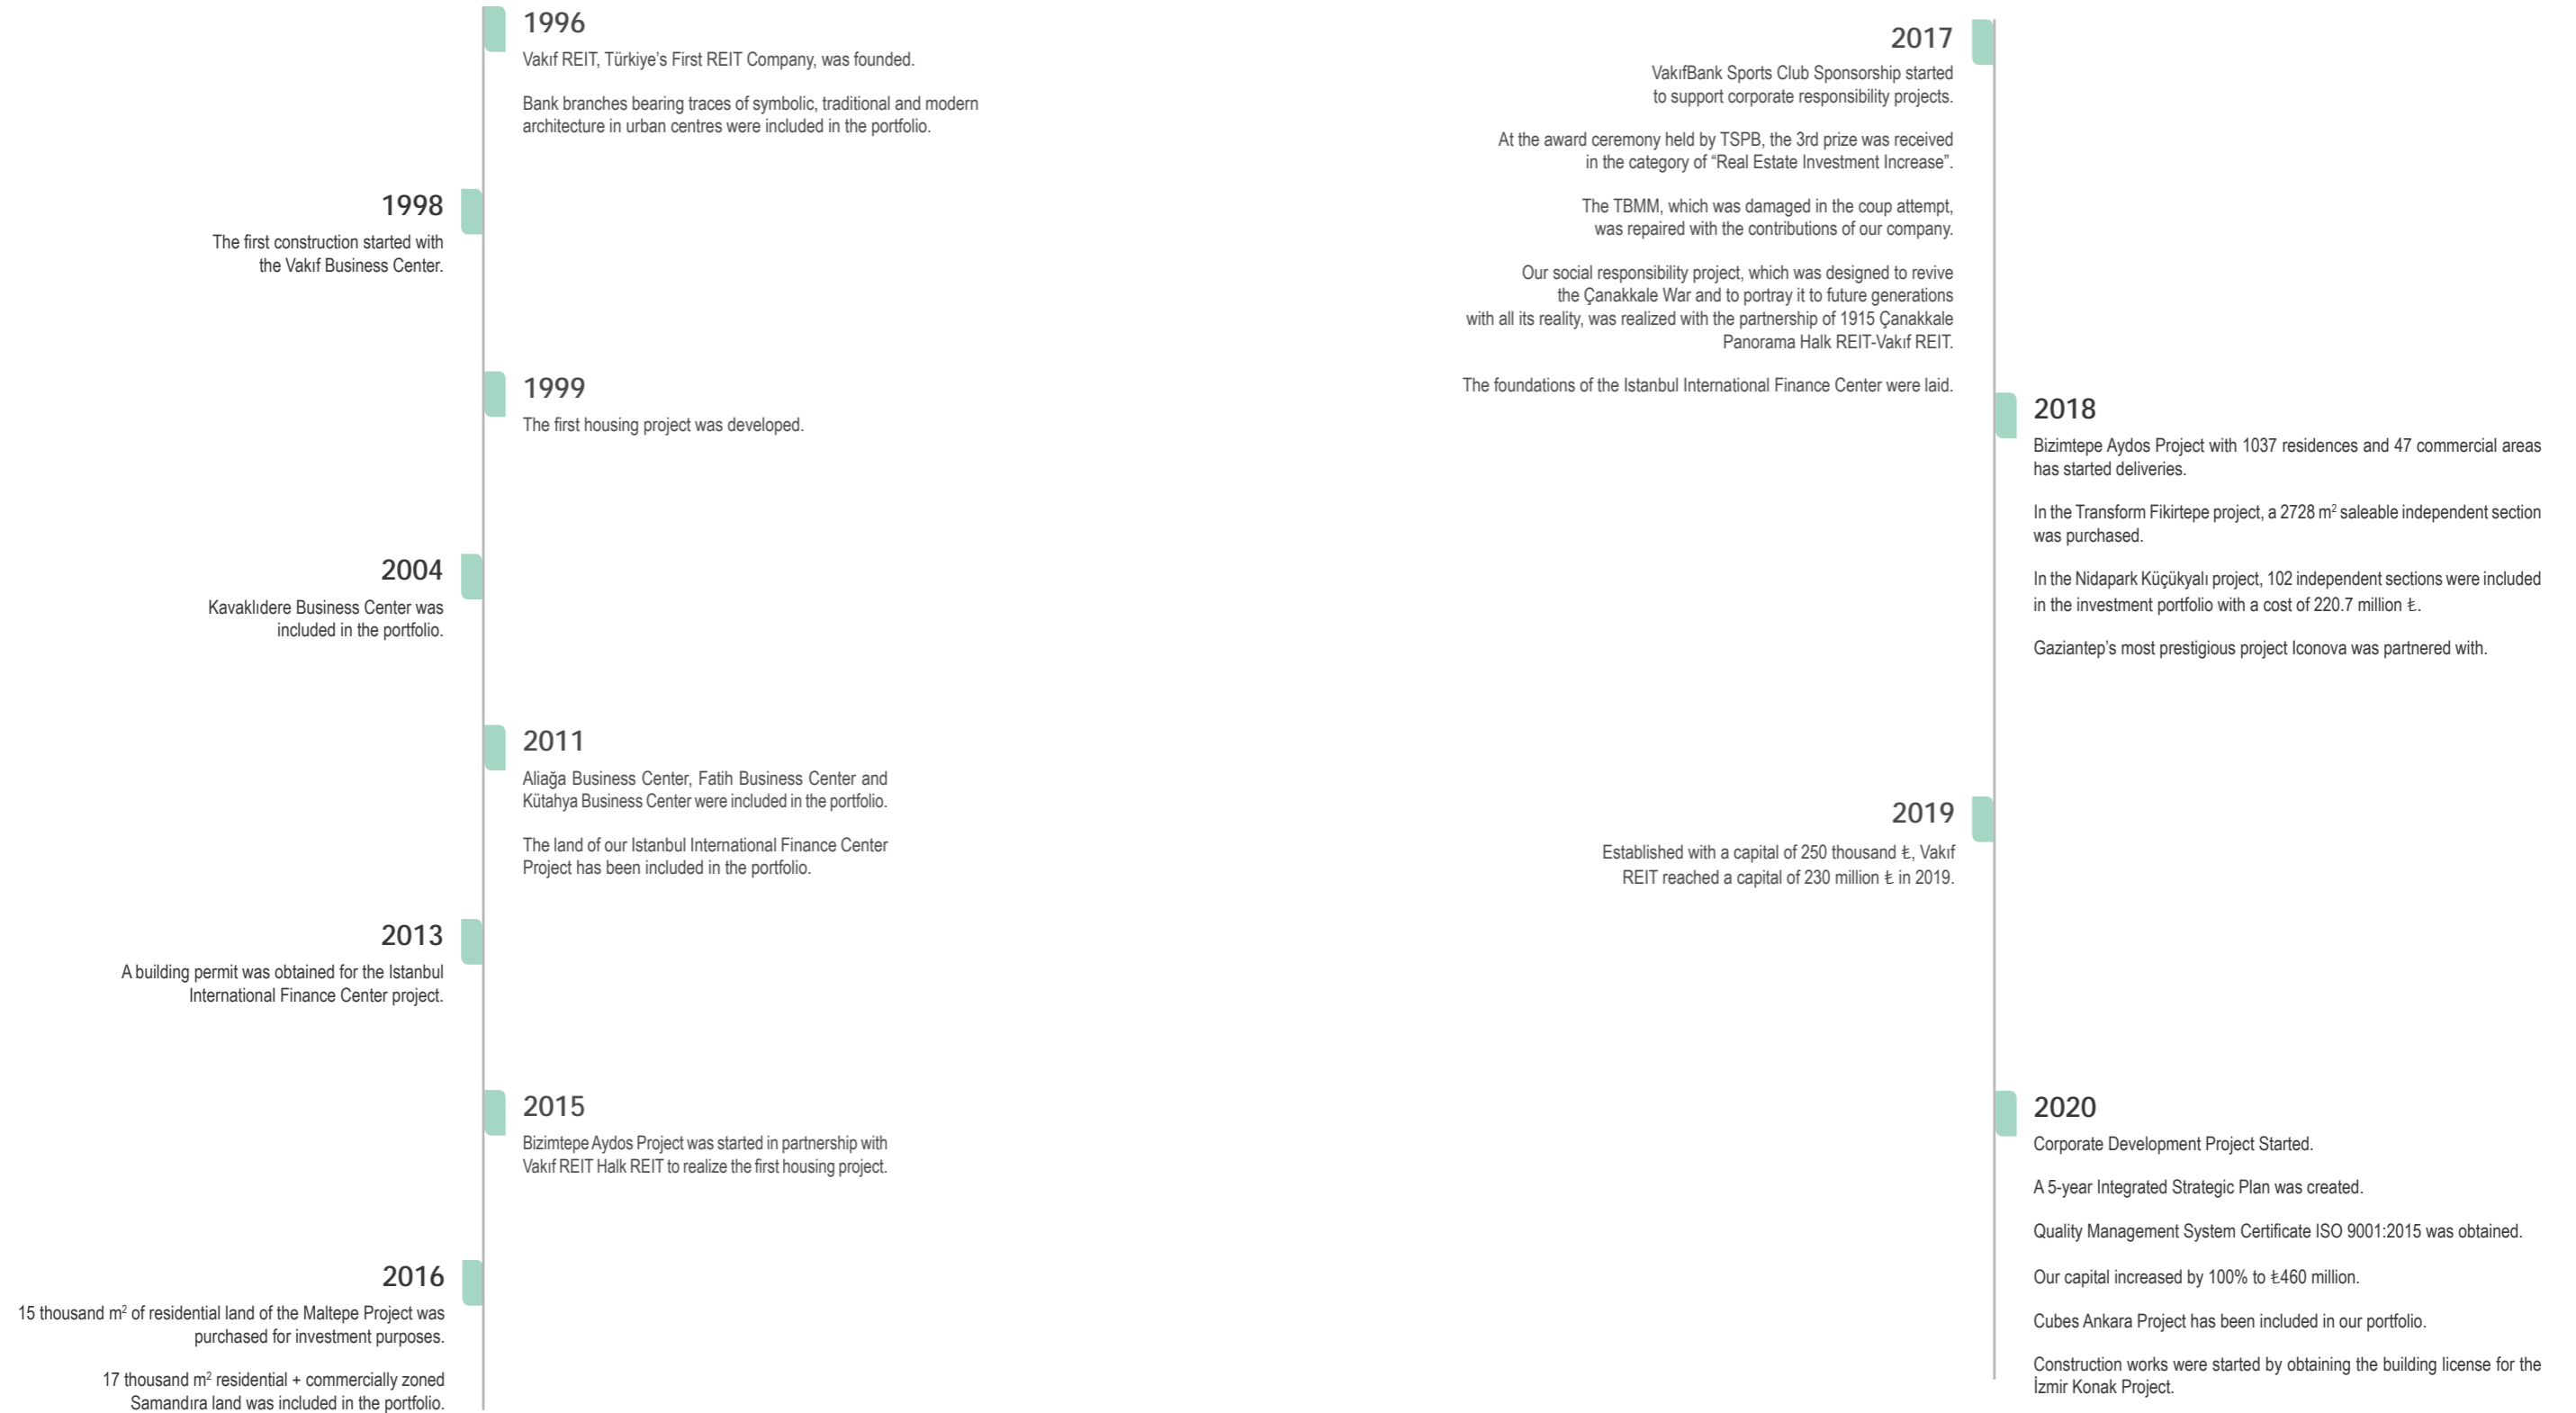 1996
Vakıf REIT, Türkiye’s First REIT Company, was founded.
Bank branches bearing traces of symbolic, traditional and modern
architecture in urban centres were included in the portfolio.
1998
The first construction started with
the Vakıf Business Center.
1999
The first housing project was developed.
2004
Kavaklıdere Business Center was
included in the portfolio.
2011
Aliağa Business Center, Fatih Business Center and
Kütahya Business Center were included in the portfolio.
The land of our Istanbul International Finance Center
Project has been included in the portfolio.
2013
A building permit was obtained for the Istanbul
International Finance Center project.
2015
Bizimtepe Aydos Project was started in partnership with
Vakıf REIT Halk REIT to realize the first housing project.
2016
15 thousand m² of residential land of the Maltepe Project was
purchased for investment purposes.
17 thousand m² residential + commercially zoned
Samandıra land was included in the portfolio.
2017
VakıfBank Sports Club Sponsorship started
to support corporate responsibility projects.
At the award ceremony held by TSPB, the 3rd prize was received
in the category of “Real Estate Investment Increase”.
The TBMM, which was damaged in the coup attempt,
was repaired with the contributions of our company.
Our social responsibility project, which was designed to revive
the Çanakkale War and to portray it to future generations
with all its reality, was realized with the partnership of 1915 Çanakkale
Panorama Halk REIT-Vakıf REIT.
The foundations of the Istanbul International Finance Center were laid.
2018
Bizimtepe Aydos Project with 1037 residences and 47 commercial areas
has started deliveries.
In the Transform Fikirtepe project, a 2728 m² saleable independent section
was purchased.
In the Nidapark Küçükyalı project, 102 independent sections were included
in the investment portfolio with a cost of 220.7 million ₺.
Gaziantep’s most prestigious project Iconova was partnered with.
2019
Established with a capital of 250 thousand ₺, Vakıf
REIT reached a capital of 230 million ₺ in 2019.
2020
Corporate Development Project Started.
A 5-year Integrated Strategic Plan was created.
Quality Management System Certificate ISO 9001:2015 was obtained.
Our capital increased by 100% to ₺460 million.
Cubes Ankara Project has been included in our portfolio.
Construction works were started by obtaining the building license for the
İzmir Konak Project.